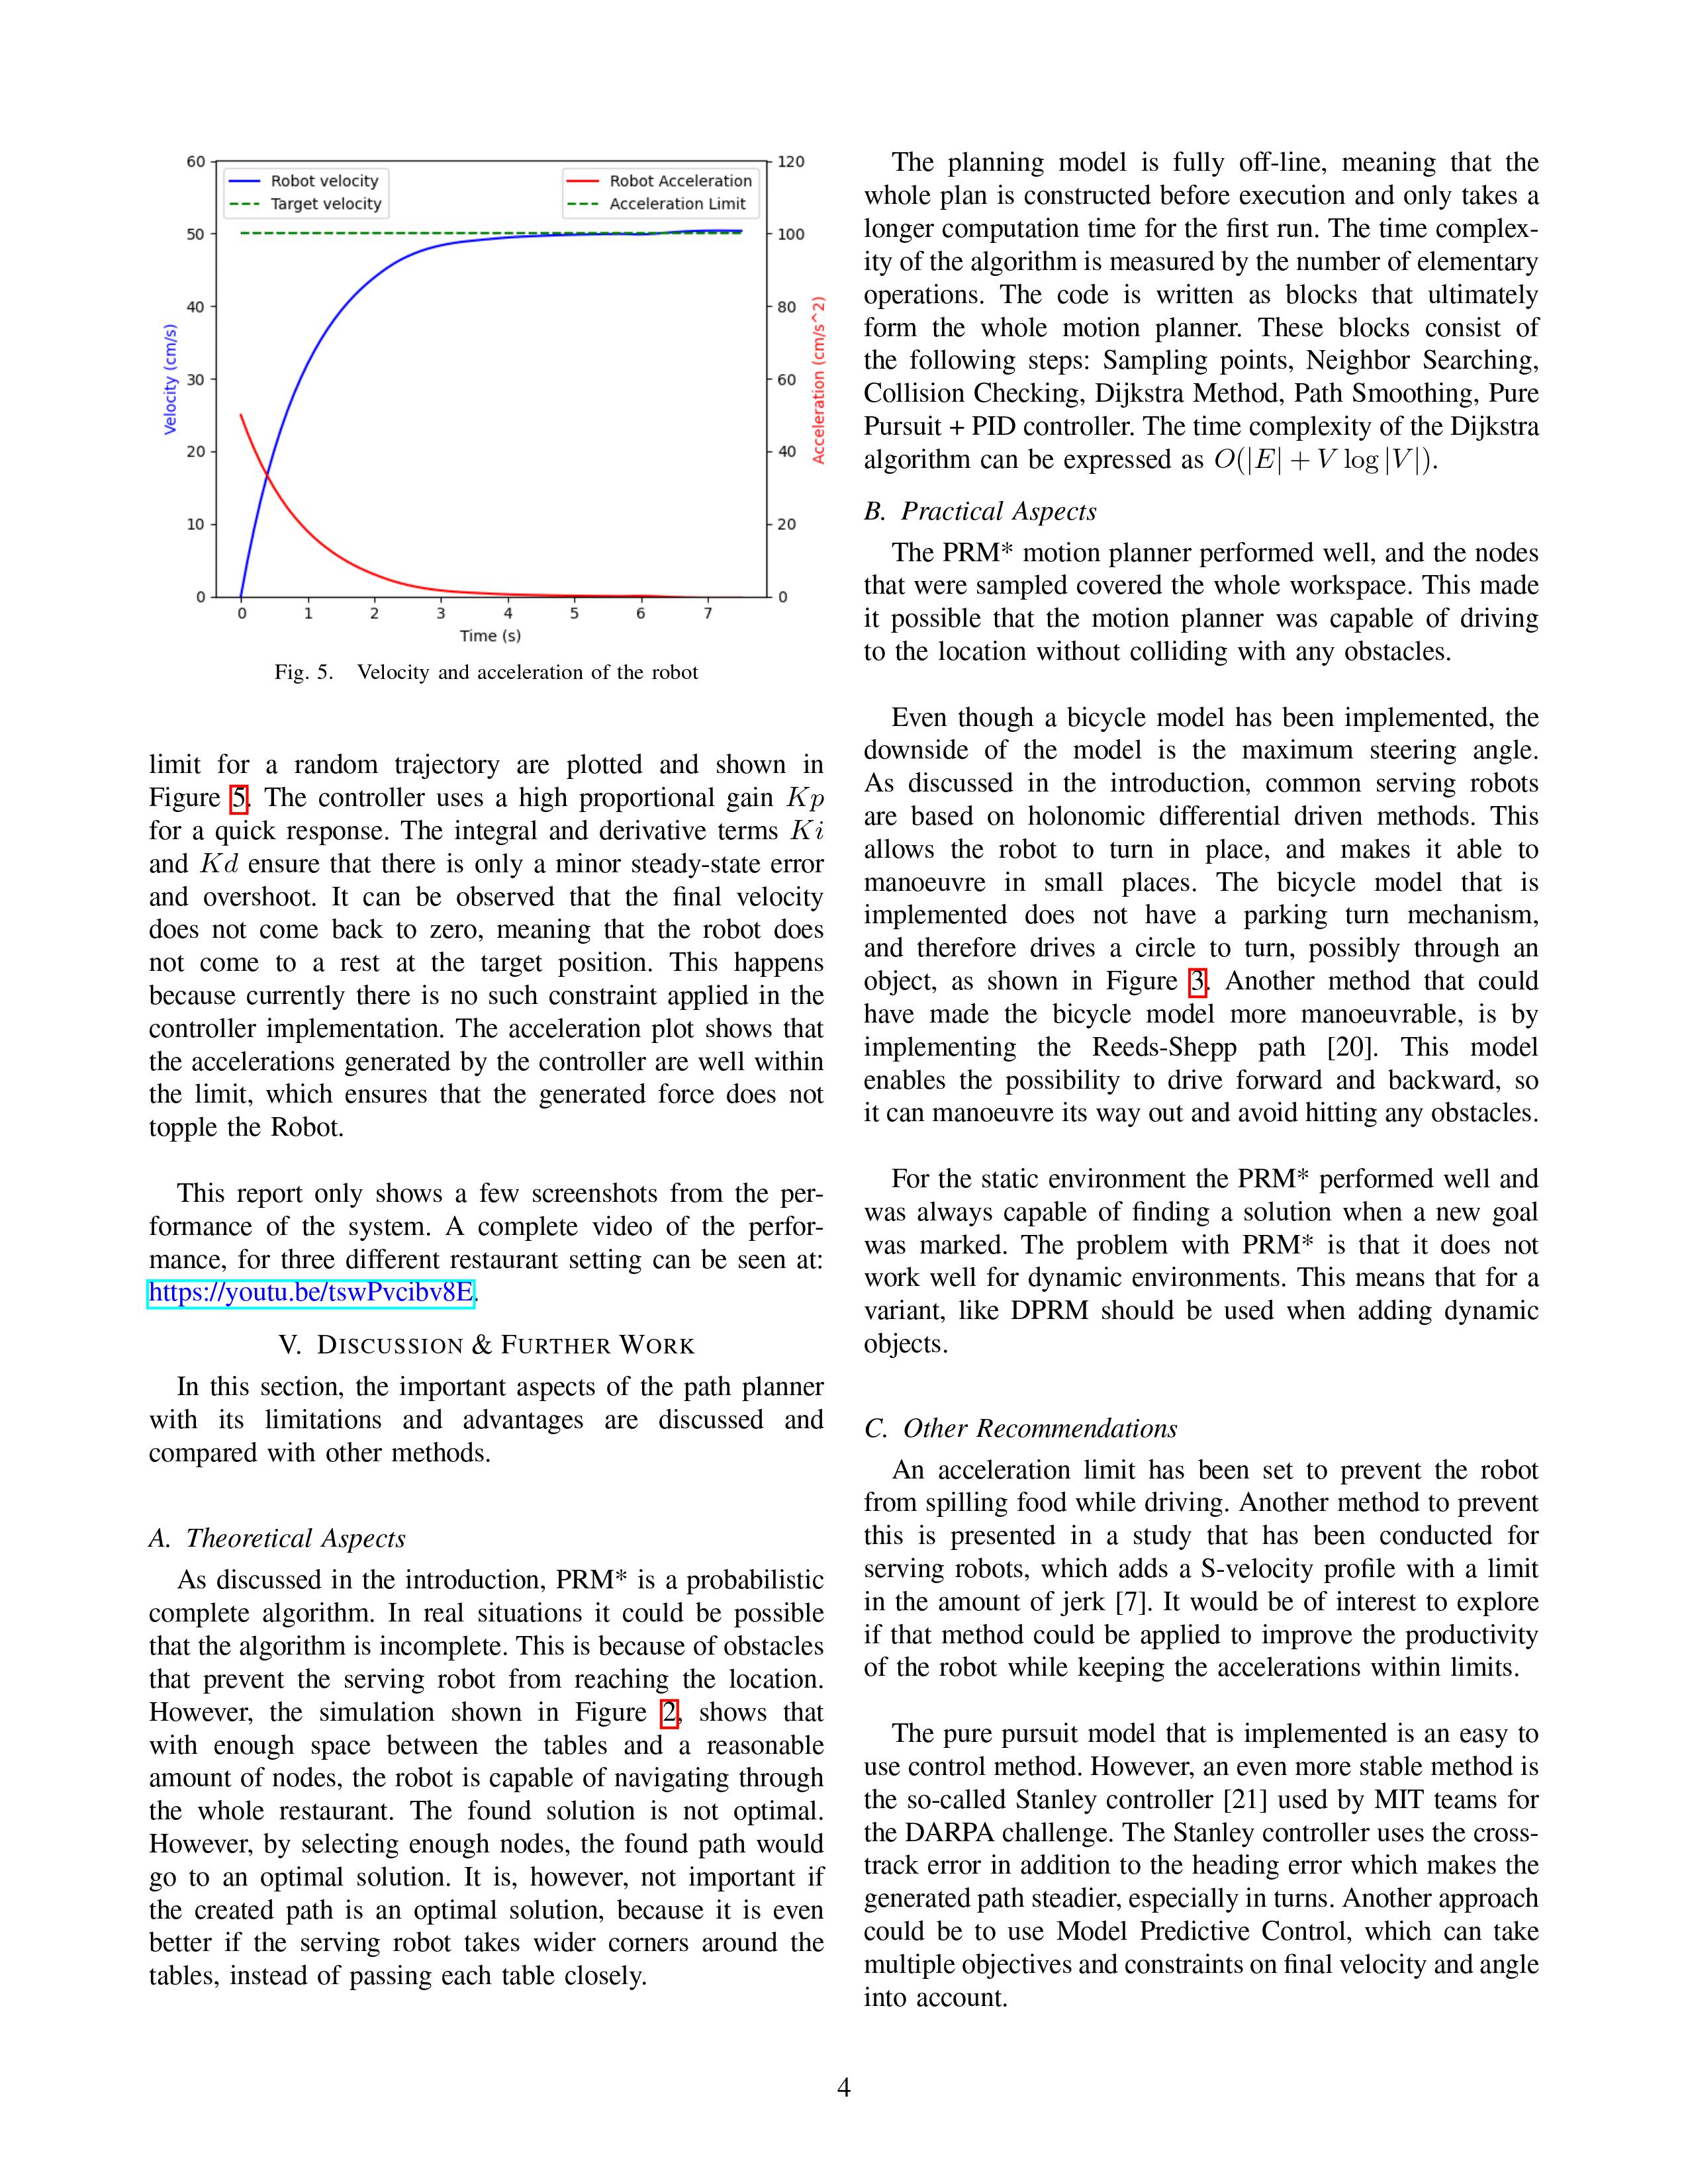 60
50
40
30
20
10
0
120
100
80
60
40
20
0
Robot velocity
Target velocity
Robot Acceleration
Acceleration Limit
Velocity (cm/s)
Acceleration (cm/s^2)
0 1 2 3 4 5 6 7
Time (s)
Fig. 5. Velocity and acceleration of the robot
limit for a random trajectory are plotted and shown in
Figure 5. The controller uses a high proportional gain Kp
for a quick response. The integral and derivative terms Ki
and Kd ensure that there is only a minor steady-state error
and overshoot. It can be observed that the final velocity
does not come back to zero, meaning that the robot does
not come to a rest at the target position. This happens
because currently there is no such constraint applied in the
controller implementation. The acceleration plot shows that
the accelerations generated by the controller are well within
the limit, which ensures that the generated force does not
topple the Robot.
This report only shows a few screenshots from the per-
formance of the system. A complete video of the perfor-
mance, for three different restaurant setting can be seen at:
https://youtu.be/tswPvcibv8E.
V. DISCUSSION & FURTHER WORK
In this section, the important aspects of the path planner
with its limitations and advantages are discussed and
compared with other methods.
A. Theoretical Aspects
As discussed in the introduction, PRM* is a probabilistic
complete algorithm. In real situations it could be possible
that the algorithm is incomplete. This is because of obstacles
that prevent the serving robot from reaching the location.
However, the simulation shown in Figure 2, shows that
with enough space between the tables and a reasonable
amount of nodes, the robot is capable of navigating through
the whole restaurant. The found solution is not optimal.
However, by selecting enough nodes, the found path would
go to an optimal solution. It is, however, not important if
the created path is an optimal solution, because it is even
better if the serving robot takes wider corners around the
tables, instead of passing each table closely.
The planning model is fully off-line, meaning that the
whole plan is constructed before execution and only takes a
longer computation time for the first run. The time complex-
ity of the algorithm is measured by the number of elementary
operations. The code is written as blocks that ultimately
form the whole motion planner. These blocks consist of
the following steps: Sampling points, Neighbor Searching,
Collision Checking, Dijkstra Method, Path Smoothing, Pure
Pursuit + PID controller. The time complexity of the Dijkstra
algorithm can be expressed as O(|E| + V log |V|).
B. Practical Aspects
The PRM* motion planner performed well, and the nodes
that were sampled covered the whole workspace. This made
it possible that the motion planner was capable of driving
to the location without colliding with any obstacles.
Even though a bicycle model has been implemented, the
downside of the model is the maximum steering angle.
As discussed in the introduction, common serving robots
are based on holonomic differential driven methods. This
allows the robot to turn in place, and makes it able to
manoeuvre in small places. The bicycle model that is
implemented does not have a parking turn mechanism,
and therefore drives a circle to turn, possibly through an
object, as shown in Figure 3. Another method that could
have made the bicycle model more manoeuvrable, is by
implementing the Reeds-Shepp path [20]. This model
enables the possibility to drive forward and backward, so
it can manoeuvre its way out and avoid hitting any obstacles.
For the static environment the PRM* performed well and
was always capable of finding a solution when a new goal
was marked. The problem with PRM* is that it does not
work well for dynamic environments. This means that for a
variant, like DPRM should be used when adding dynamic
objects.
C. Other Recommendations
An acceleration limit has been set to prevent the robot
from spilling food while driving. Another method to prevent
this is presented in a study that has been conducted for
serving robots, which adds a S-velocity profile with a limit
in the amount of jerk [7]. It would be of interest to explore
if that method could be applied to improve the productivity
of the robot while keeping the accelerations within limits.
The pure pursuit model that is implemented is an easy to
use control method. However, an even more stable method is
the so-called Stanley controller [21] used by MIT teams for
the DARPA challenge. The Stanley controller uses the cross-
track error in addition to the heading error which makes the
generated path steadier, especially in turns. Another approach
could be to use Model Predictive Control, which can take
multiple objectives and constraints on final velocity and angle
into account.
4